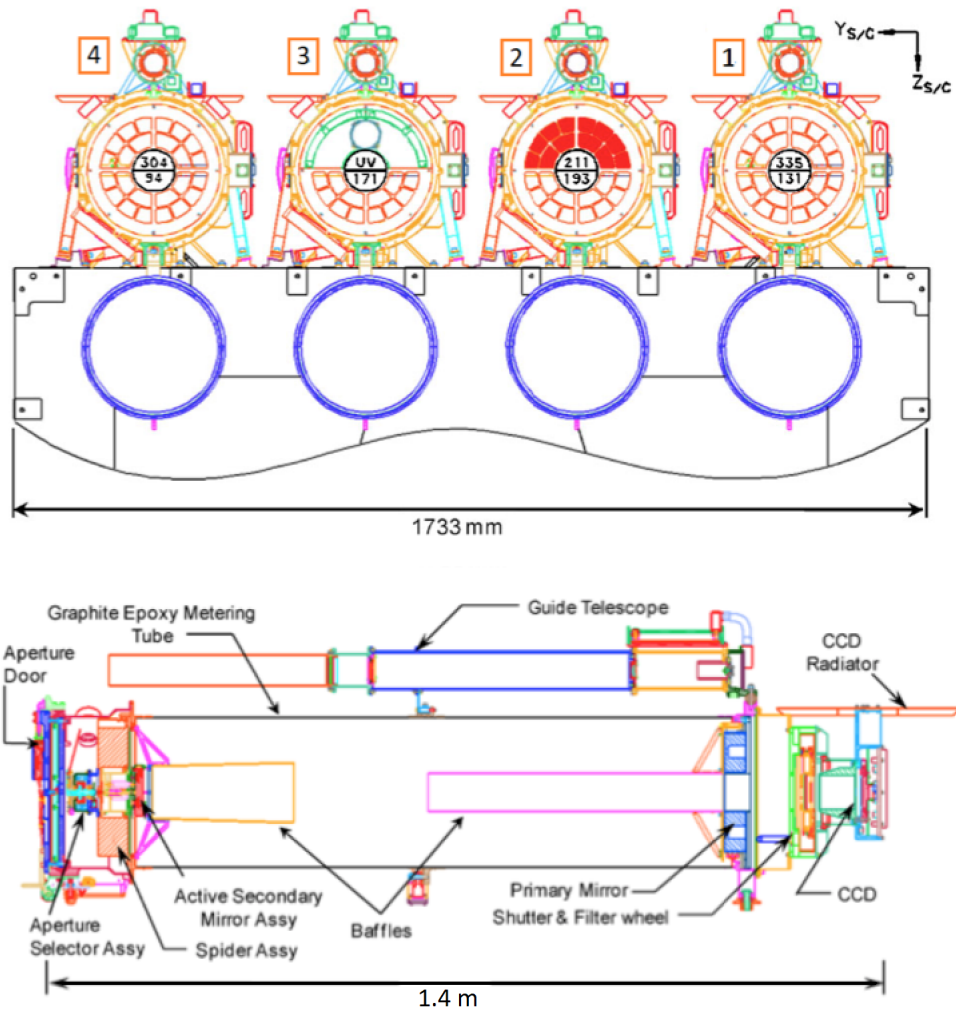 4
3
2
1
Y S/C
Z S/C
304
94
UV
171
211
193
335
131
1733 mm
Graphite Epoxy Metering
Tube
Guide Telescope
CCD
Radiator
Aperture
Door
Active Secondary
Mirror Assy
Aperture
Selector Assy
Spider Assy
Baffles
Primary Mirror
Shutter & Filter wheel
CCD
1.4 m